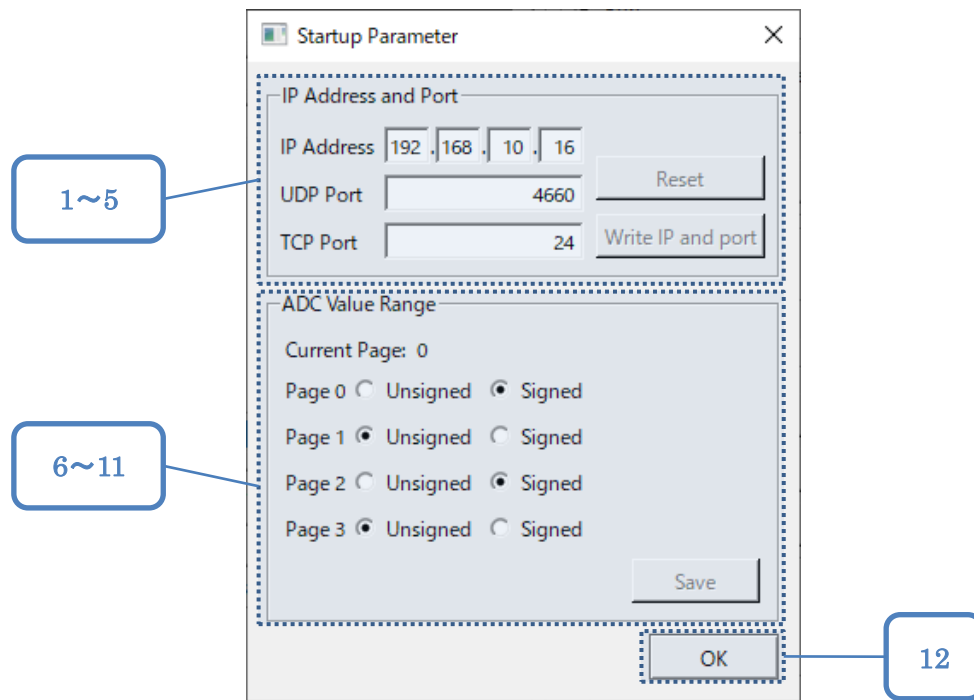 Startup Parameter
IP Address and Port
IP Address 192 . 168 . 10 . 16
Reset
UDP Port 4660
1～5
TCP Port 24
Write IP and port
ADC Value Range
Current Page: 0
Page 0 Unsigned Signed
Page 1 Unsigned Signed
6～11
Page 2 Unsigned Signed
Page 3 Unsigned Signed
Save
OK
12